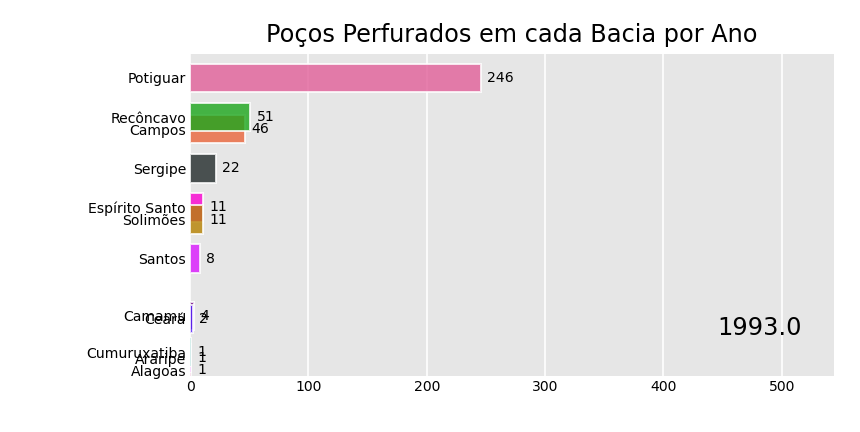 Poços Perfurados em cada Bacia por Ano
Potiguar 246
Recôncavo 51
Campos 46
Sergipe 22
Espírito Santo 11
Solimões 11
Santos 8
Camamu 4
Ceará 2
1993.0
Cumuruxatiba 1
Araripe 1
Alagoas 1
0 100 200 300 400 500